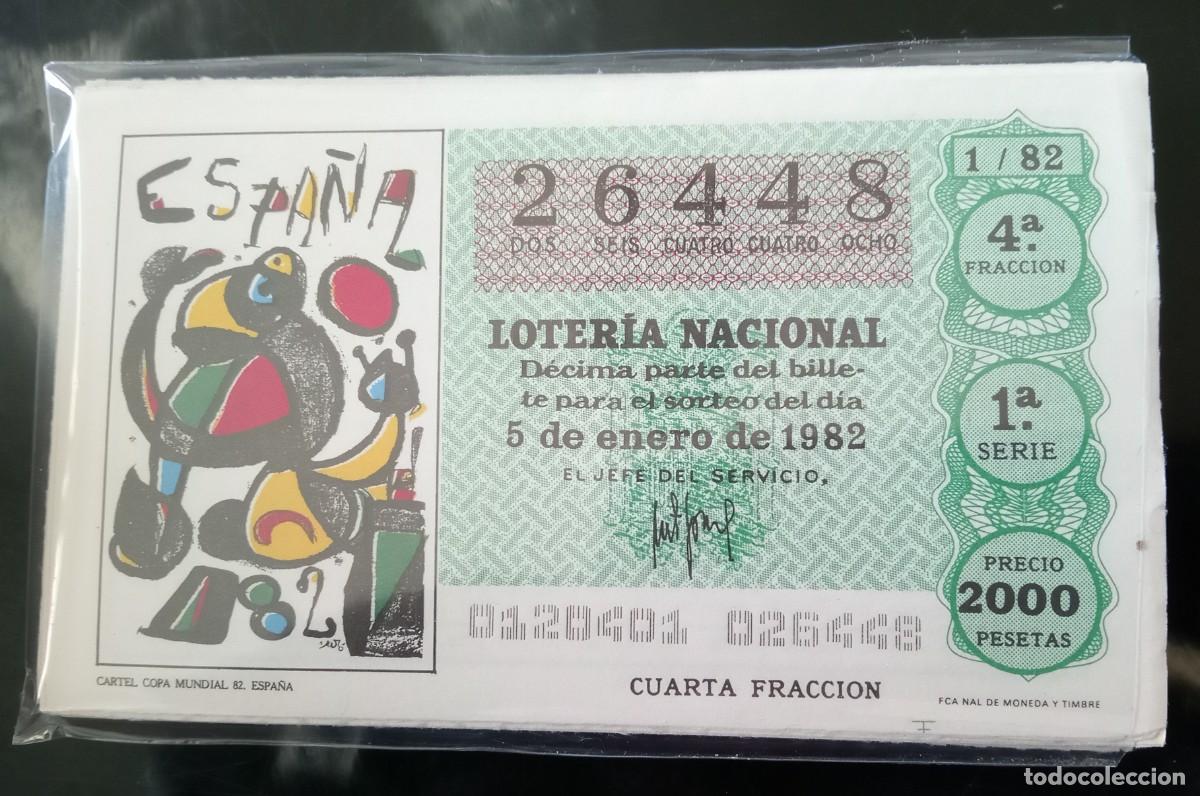 ESPAÑA
82
CARTEL COPA MUNDIAL 82. ESPAÑA
26448
DOS SEIS CUATRO CUATRO OCHO
LOTERÍA NACIONAL
Décima parte del bille-
te para el sorteo del día
5 de enero de 1982
EL JEFE DEL SERVICIO,
0120401 026448
CUARTA FRACCION
1 / 82
4ª
FRACCION
1ª
SERIE
PRECIO
2000
PESETAS
FCA NAL DE MONEDA Y TIMBRE
todocoleccion